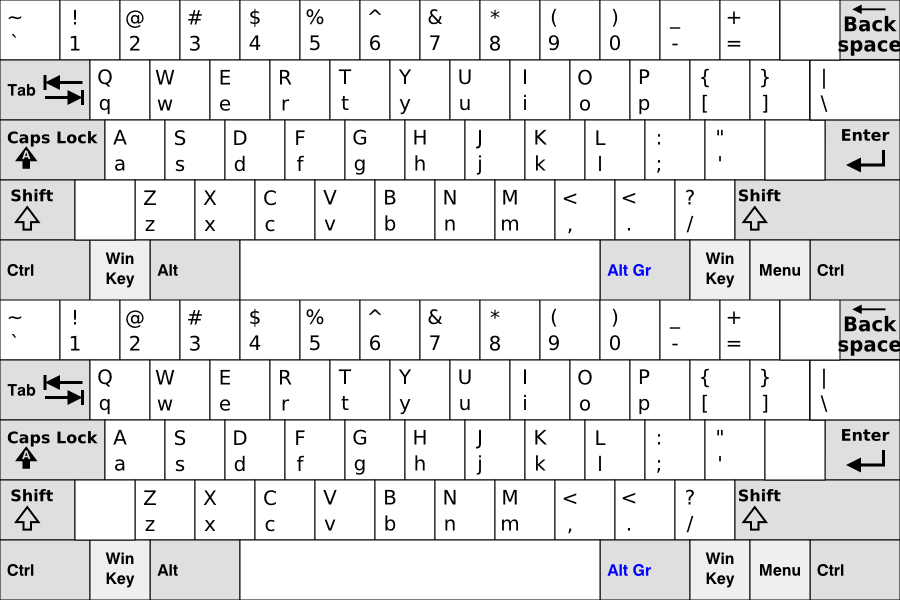 ~ ! @ # $ % ^ & * ( ) _ + Back
` 1 2 3 4 5 6 7 8 9 0 - = space
Tab Q W E R T Y U I O P { } |
q w e r t y u i o p [ ] \
Caps Lock A S D F G H J K L : " Enter
A a s d f g h j k l ; '
Shift Z X C V B N M < < ? Shift
z x c v b n m , . /
Ctrl Win Key Alt Alt Gr Win Key Menu Ctrl
~ ! @ # $ % ^ & * ( ) _ + Back
` 1 2 3 4 5 6 7 8 9 0 - = space
Tab Q W E R T Y U I O P { } |
q w e r t y u i o p [ ] \
Caps Lock A S D F G H J K L : " Enter
A a s d f g h j k l ; '
Shift Z X C V B N M < < ? Shift
z x c v b n m , . /
Ctrl Win Key Alt Alt Gr Win Key Menu Ctrl